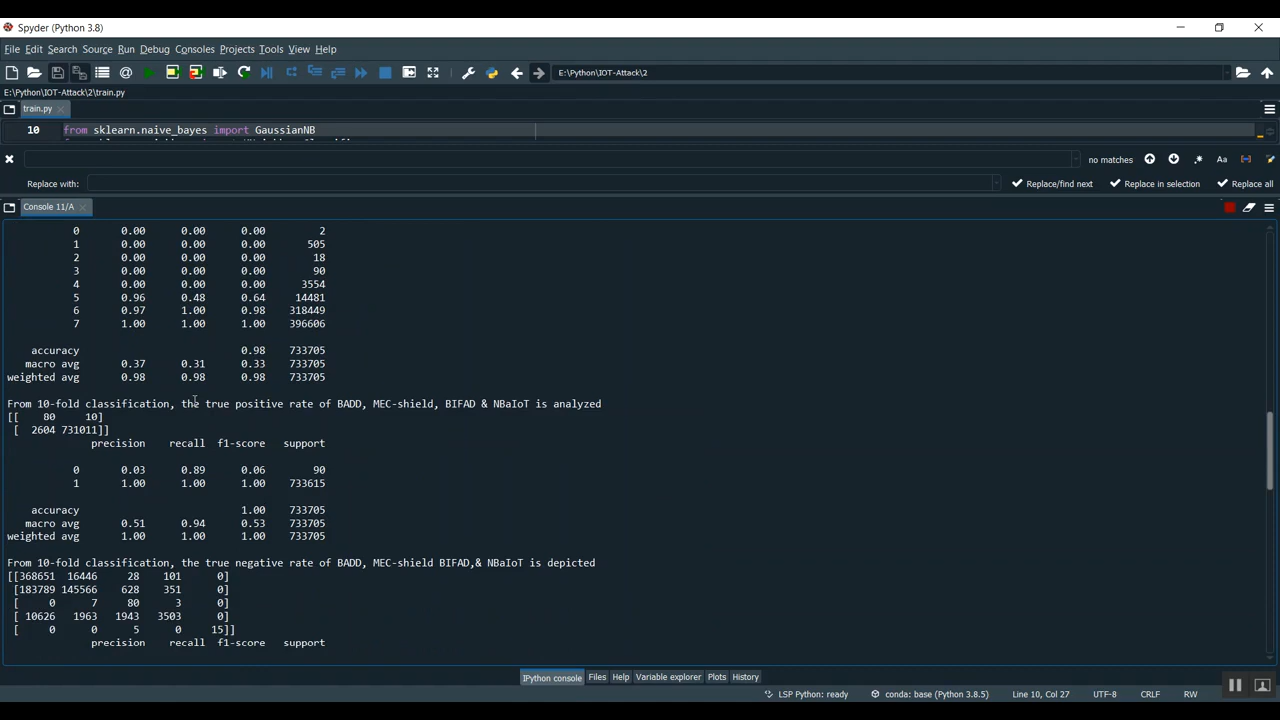 Spyder (Python 3.8)
File Edit Search Source Run Debug Consoles Projects Tools View Help
E:\Python\IOT-Attack\2
E:\Python\IOT-Attack\2\train.py
train.py
10 from sklearn.naive_bayes import GaussianNB
no matches Aa
Replace with: Replace/find next Replace in selection Replace all
Console 11/A
0 0.00 0.00 0.00 2
1 0.00 0.00 0.00 505
2 0.00 0.00 0.00 18
3 0.00 0.00 0.00 90
4 0.00 0.00 0.00 3554
5 0.96 0.48 0.64 14481
6 0.97 1.00 0.98 318449
7 1.00 1.00 1.00 396606
accuracy 0.98 733705
macro avg 0.37 0.31 0.33 733705
weighted avg 0.98 0.98 0.98 733705
From 10-fold classification, the true positive rate of BADD, MEC-shield, BIFAD & NBaIoT is analyzed
[[ 80 10]
[ 2604 731011]]
precision recall f1-score support
0 0.03 0.89 0.06 90
1 1.00 1.00 1.00 733615
accuracy 1.00 733705
macro avg 0.51 0.94 0.53 733705
weighted avg 1.00 1.00 1.00 733705
From 10-fold classification, the true negative rate of BADD, MEC-shield BIFAD,& NBaIoT is depicted
[[368651 16446 28 101 0]
[183789 145566 628 351 0]
[ 0 7 80 3 0]
[ 10626 1963 1943 3503 0]
[ 0 0 5 0 15]]
precision recall f1-score support
IPython console Files Help Variable explorer Plots History
LSP Python: ready conda: base (Python 3.8.5) Line 10, Col 27 UTF-8 CRLF RW